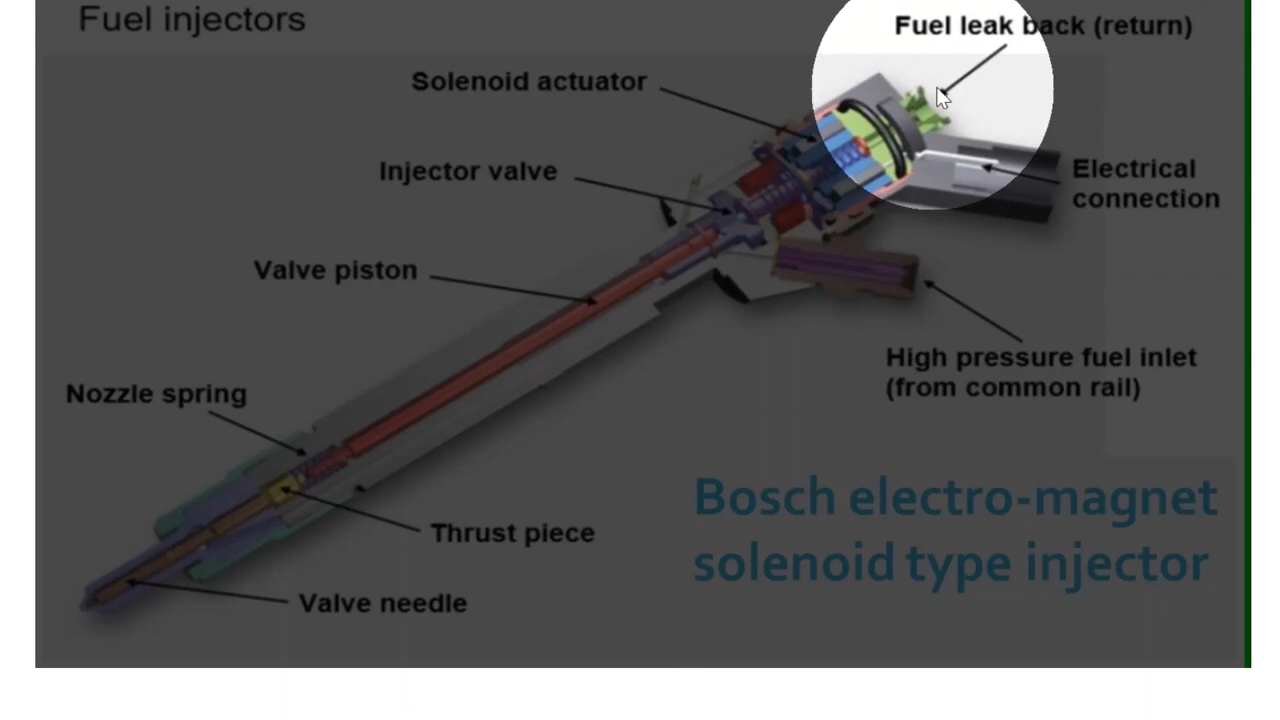 Fuel injectors
Fuel leak back (return)
Solenoid actuator
Injector valve
Electrical
connection
Valve piston
High pressure fuel inlet
(from common rail)
Nozzle spring
Bosch electro-magnet
solenoid type injector
Thrust piece
Valve needle